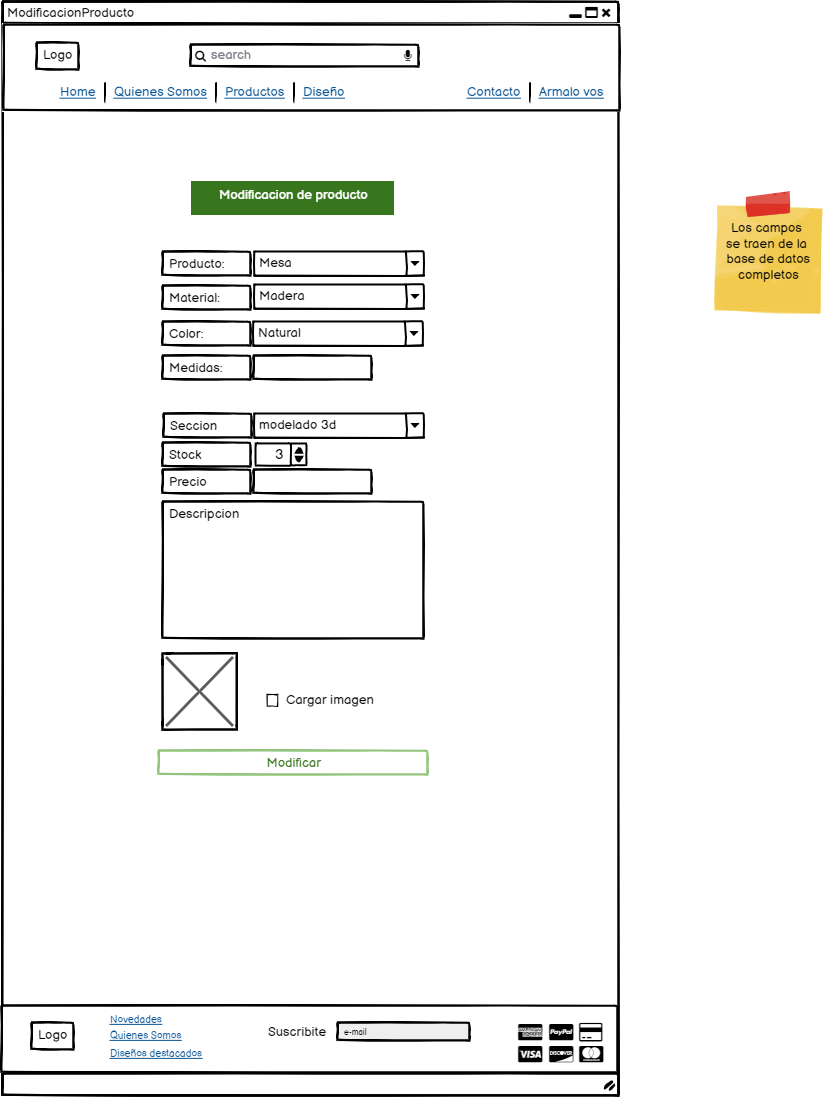 ModificacionProducto
Logo
search
Home
Quienes Somos
Productos
Diseño
Contacto
Armalo vos
Modificacion de producto
Los campos
se traen de la
base de datos
completos
Producto:
Mesa
Material:
Madera
Color:
Natural
Medidas:
Seccion
modelado 3d
Stock
3
Precio
Descripcion
Cargar imagen
Modificar
Logo
Novedades
Quienes Somos
Diseños destacados
Suscribite
e-mail
AMERICAN EXPRESS
PayPal
VISA
DISCOVER